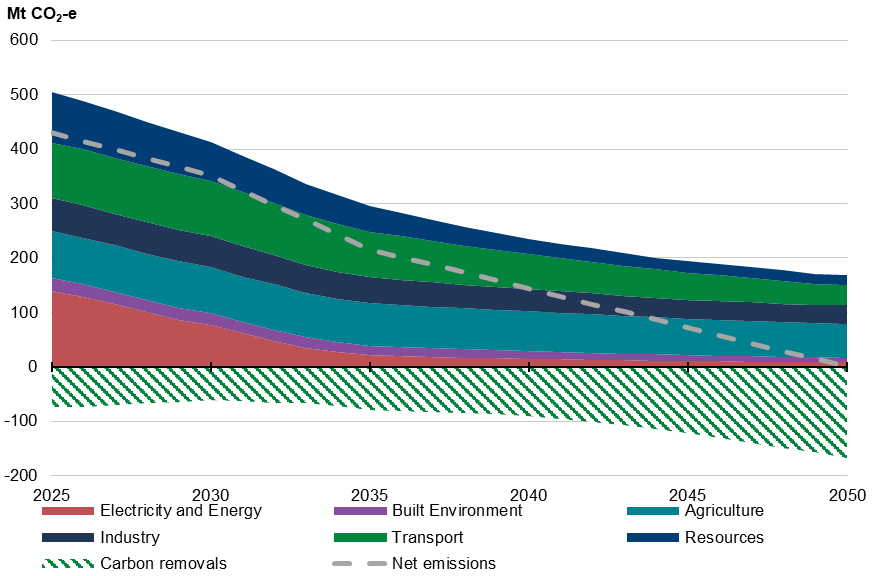 Mt CO₂-e
600
500
400
300
200
100
0
-100
-200
2025 2030 2035 2040 2045 2050
Electricity and Energy Built Environment Agriculture
Industry Transport Resources
Carbon removals Net emissions